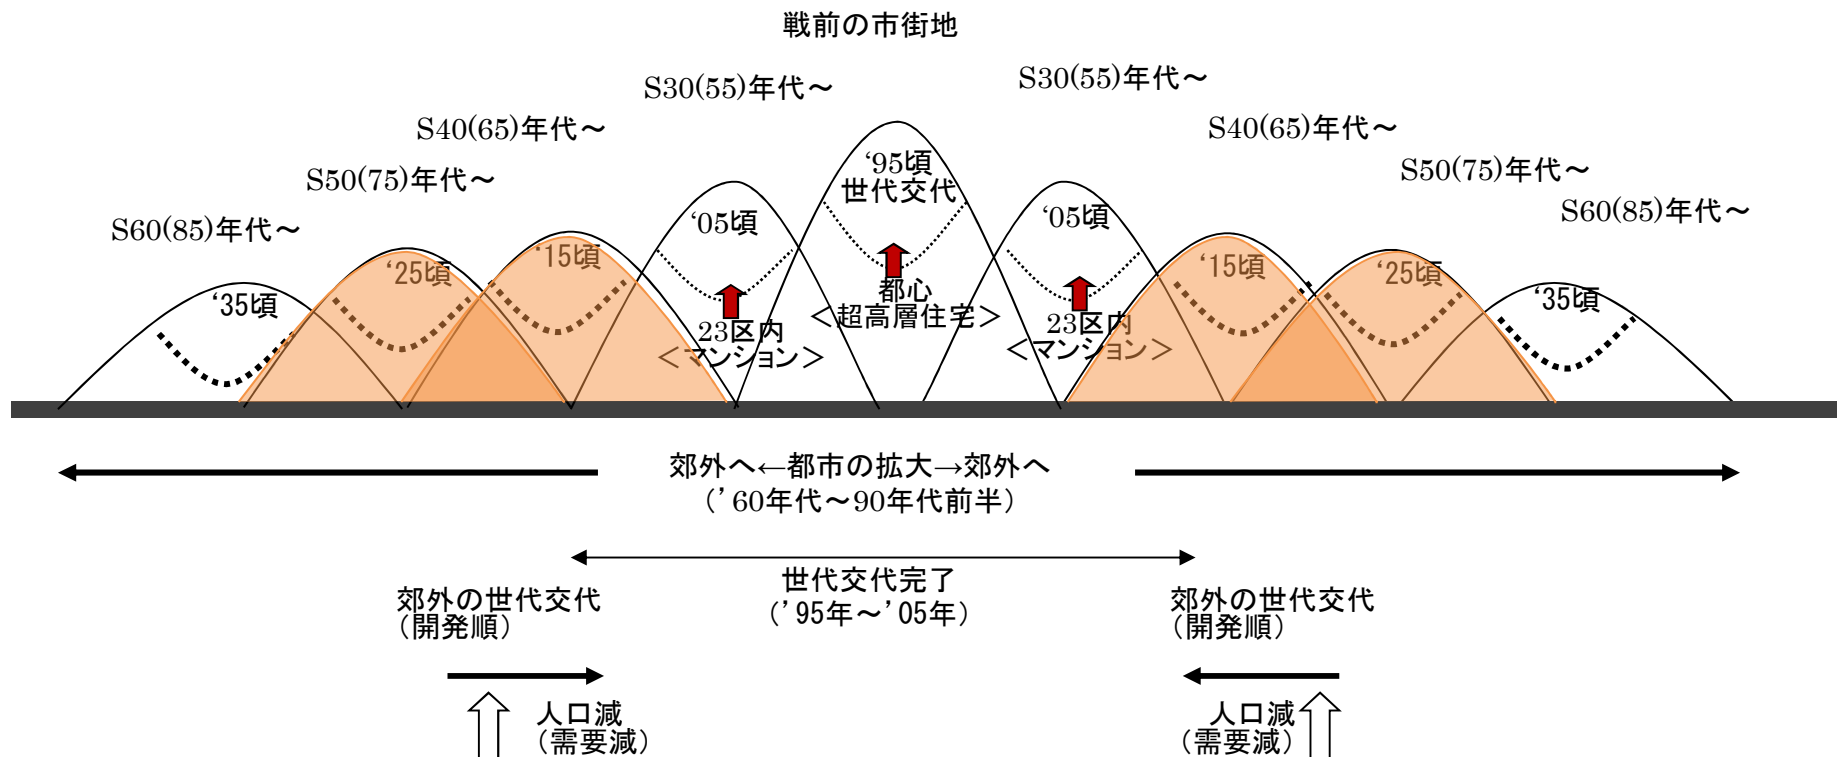 戦前の市街地
S30(55)年代～
S30(55)年代～
S40(65)年代～
S40(65)年代～
S50(75)年代～
S50(75)年代～
S60(85)年代～
S60(85)年代～
‘95頃
世代交代
‘05頃
‘05頃
‘15頃
‘15頃
‘25頃
‘25頃
‘35頃
‘35頃
都心
＜超高層住宅＞
23区内
＜マンション＞
23区内
＜マンション＞
郊外へ←都市の拡大→郊外へ
（’60年代～90年代前半）
世代交代完了
（’95年～’05年）
郊外の世代交代
（開発順）
郊外の世代交代
（開発順）
人口減
（需要減）
人口減
（需要減）